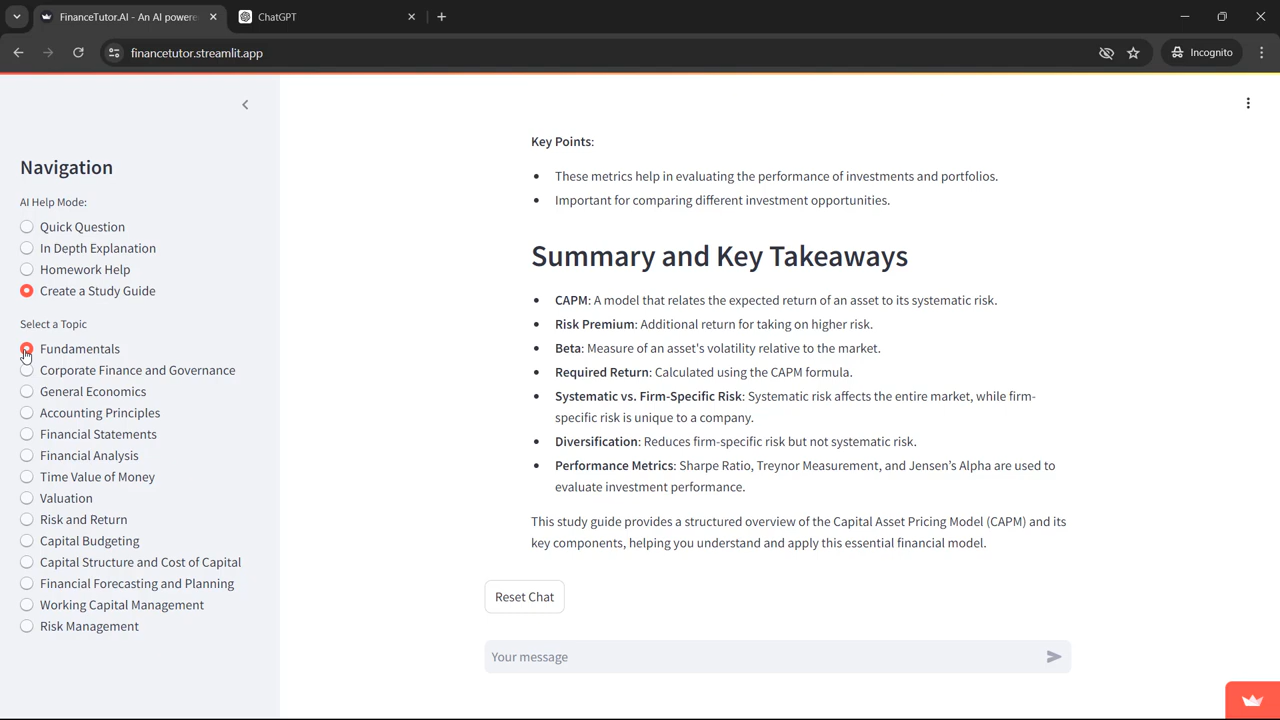 FinanceTutor.AI - An AI powere
ChatGPT
financetutor.streamlit.app
Incognito
Navigation
AI Help Mode:
Quick Question
In Depth Explanation
Homework Help
Create a Study Guide
Select a Topic
Fundamentals
Corporate Finance and Governance
General Economics
Accounting Principles
Financial Statements
Financial Analysis
Time Value of Money
Valuation
Risk and Return
Capital Budgeting
Capital Structure and Cost of Capital
Financial Forecasting and Planning
Working Capital Management
Risk Management
Key Points:
These metrics help in evaluating the performance of investments and portfolios.
Important for comparing different investment opportunities.
Summary and Key Takeaways
CAPM: A model that relates the expected return of an asset to its systematic risk.
Risk Premium: Additional return for taking on higher risk.
Beta: Measure of an asset's volatility relative to the market.
Required Return: Calculated using the CAPM formula.
Systematic vs. Firm-Specific Risk: Systematic risk affects the entire market, while firm-
specific risk is unique to a company.
Diversification: Reduces firm-specific risk but not systematic risk.
Performance Metrics: Sharpe Ratio, Treynor Measurement, and Jensen’s Alpha are used to
evaluate investment performance.
This study guide provides a structured overview of the Capital Asset Pricing Model (CAPM) and its
key components, helping you understand and apply this essential financial model.
Reset Chat
Your message